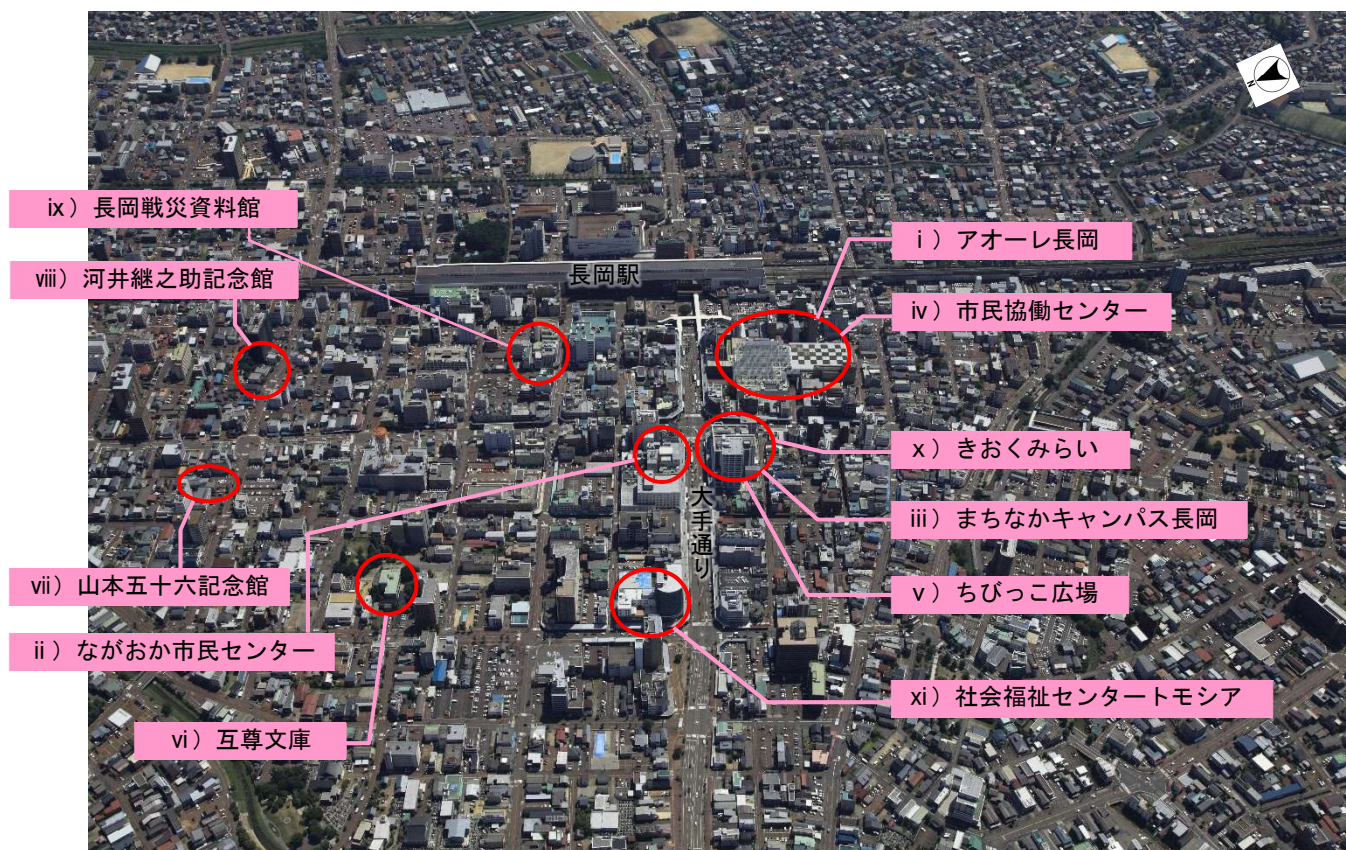 ⅸ）長岡戦災資料館
ⅷ）河井継之助記念館
ⅶ）山本五十六記念館
ⅱ）ながおか市民センター
ⅵ）互尊文庫
長岡駅
大手通り
ⅰ）アオーレ長岡
ⅳ）市民協働センター
ⅹ）きおくみらい
ⅲ）まちなかキャンパス長岡
ⅴ）ちびっこ広場
ⅺ）社会福祉センタートモシア
N